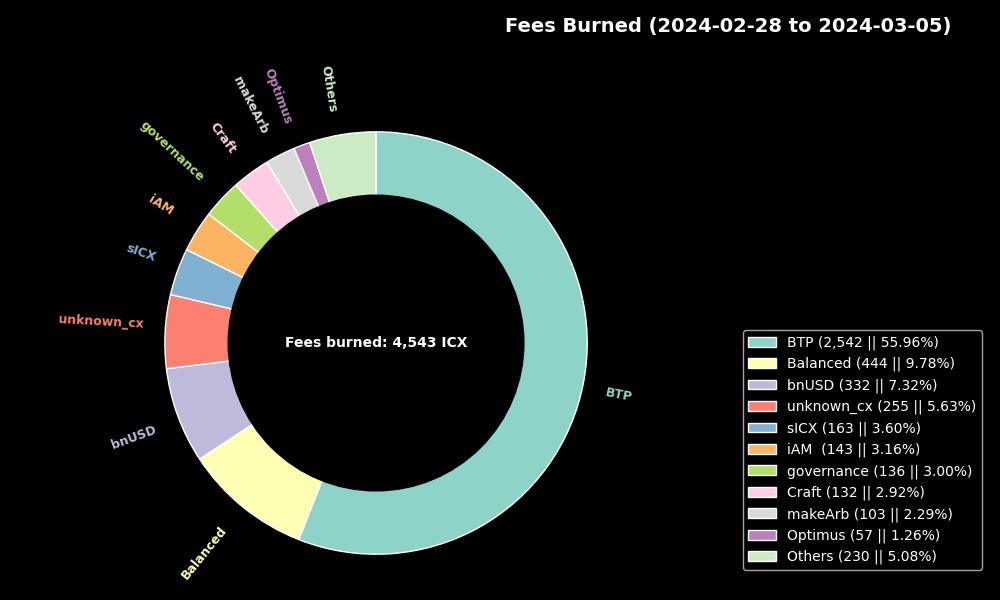 Fees Burned (2024-02-28 to 2024-03-05)
Others
Optimus
makeArb
Craft
governance
iAM
sICX
unknown_cx
bnUSD
Balanced
BTP
Fees burned: 4,543 ICX
BTP (2,542 || 55.96%)
Balanced (444 || 9.78%)
bnUSD (332 || 7.32%)
unknown_cx (255 || 5.63%)
sICX (163 || 3.60%)
iAM  (143 || 3.16%)
governance (136 || 3.00%)
Craft (132 || 2.92%)
makeArb (103 || 2.29%)
Optimus (57 || 1.26%)
Others (230 || 5.08%)